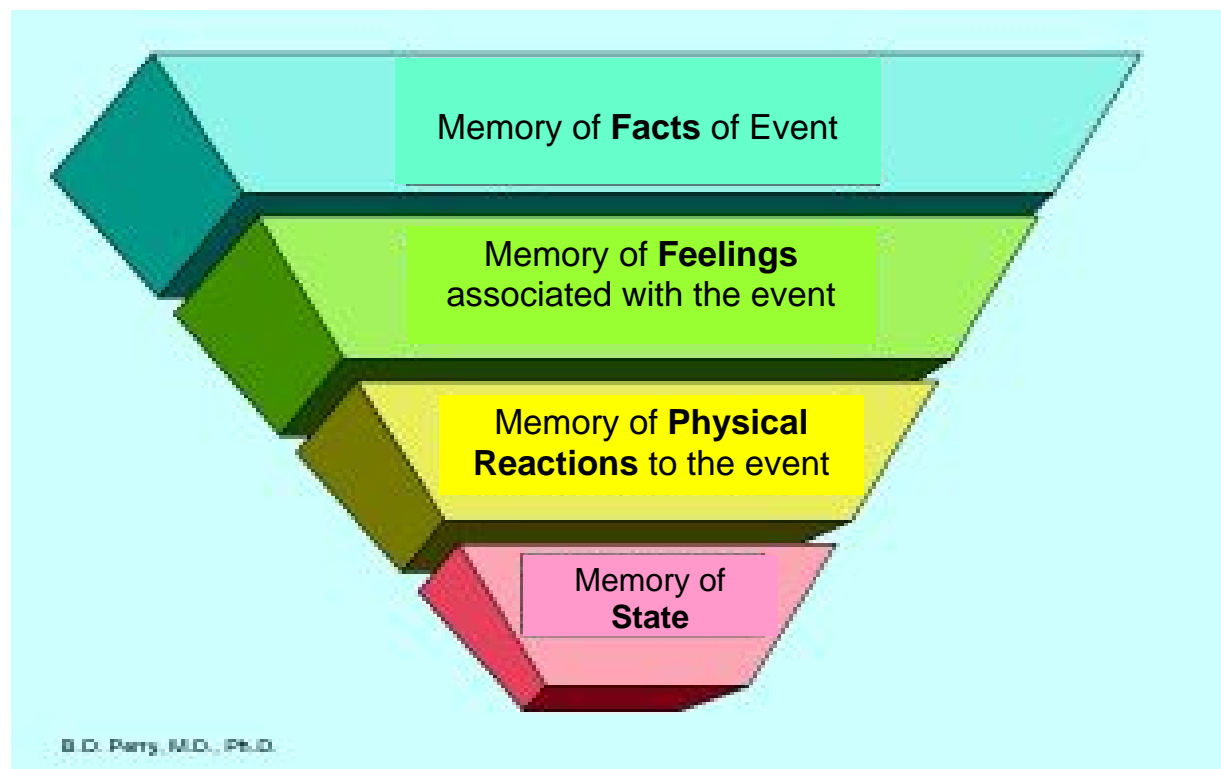 Memory of Facts of Event
Memory of Feelings
associated with the event
Memory of Physical
Reactions to the event
Memory of
State
B.D. Perry, M.D., Ph.D.